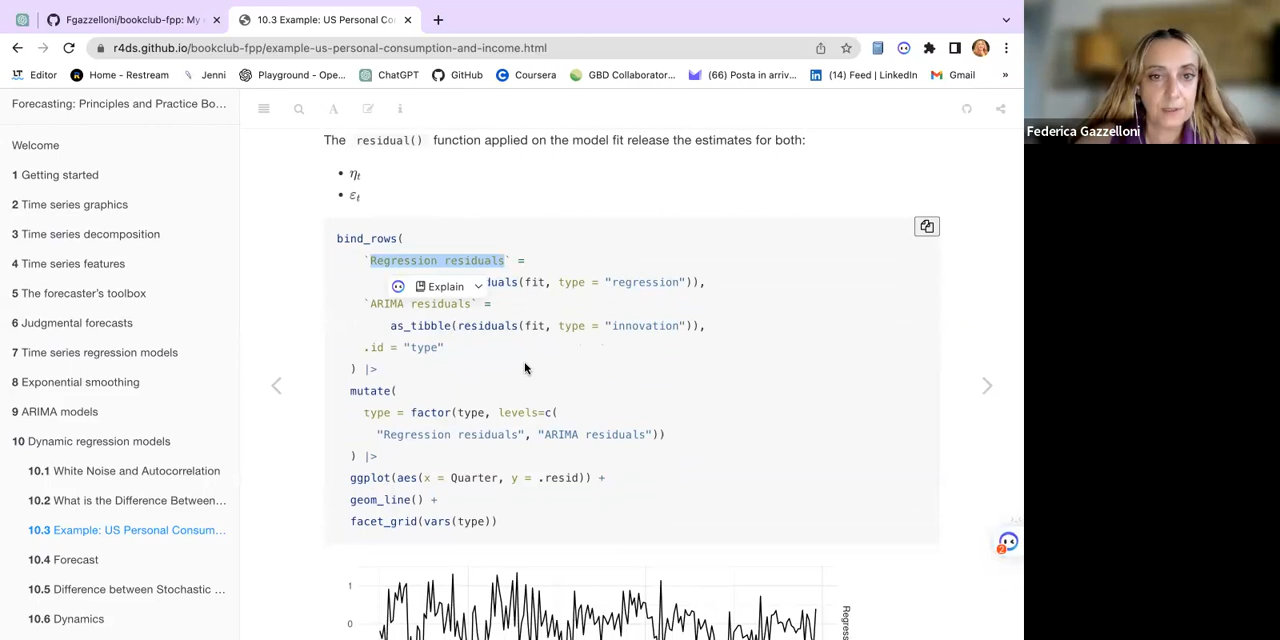 Fgazzelloni/bookclub-fpp: My
10.3 Example: US Personal Co
r4ds.github.io/bookclub-fpp/example-us-personal-consumption-and-income.html
Editor
Home - Restream
Jenni
Playground - Ope...
ChatGPT
GitHub
Coursera
GBD Collaborator...
(66) Posta in arriv...
(14) Feed | LinkedIn
Gmail
»
Forecasting: Principles and Practice Bo...
Welcome
1 Getting started
2 Time series graphics
3 Time series decomposition
4 Time series features
5 The forecaster's toolbox
6 Judgmental forecasts
7 Time series regression models
8 Exponential smoothing
9 ARIMA models
10 Dynamic regression models
10.1 White Noise and Autocorrelation
10.2 What is the Difference Between...
10.3 Example: US Personal Consum...
10.4 Forecast
10.5 Difference between Stochastic ...
10.6 Dynamics
The residual() function applied on the model fit release the estimates for both:
• ηt
• εt
bind_rows(
`Regression residuals` =
duals(fit, type = "regression")),
Explain
`ARIMA residuals` =
as_tibble(residuals(fit, type = "innovation")),
.id = "type"
) |>
mutate(
type = factor(type, levels=c(
"Regression residuals", "ARIMA residuals"))
) |>
ggplot(aes(x = Quarter, y = .resid)) +
geom_line() +
facet_grid(vars(type))
1
0
Regress
2
Federica Gazzelloni